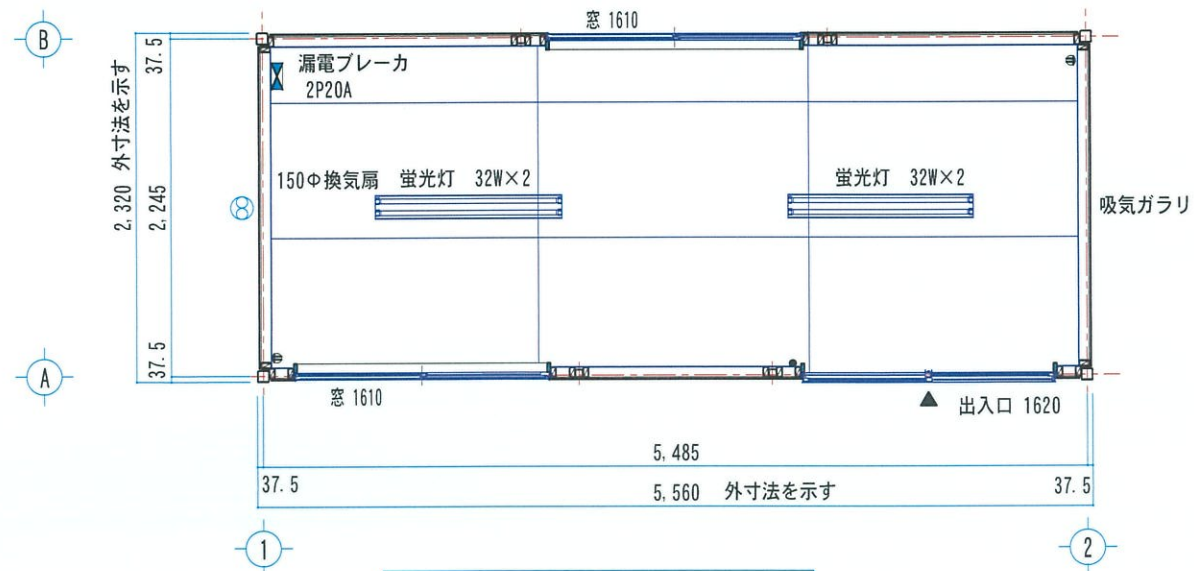 窓 1610
B
37.5
漏電ブレーカ
2P20A
2,320 外寸法を示す
2,245
150Φ換気扇
蛍光灯 32W×2
蛍光灯 32W×2
吸気ガラリ
37.5
A
窓 1610
出入口 1620
5,485
37.5
5,560 外寸法を示す
37.5
1
2